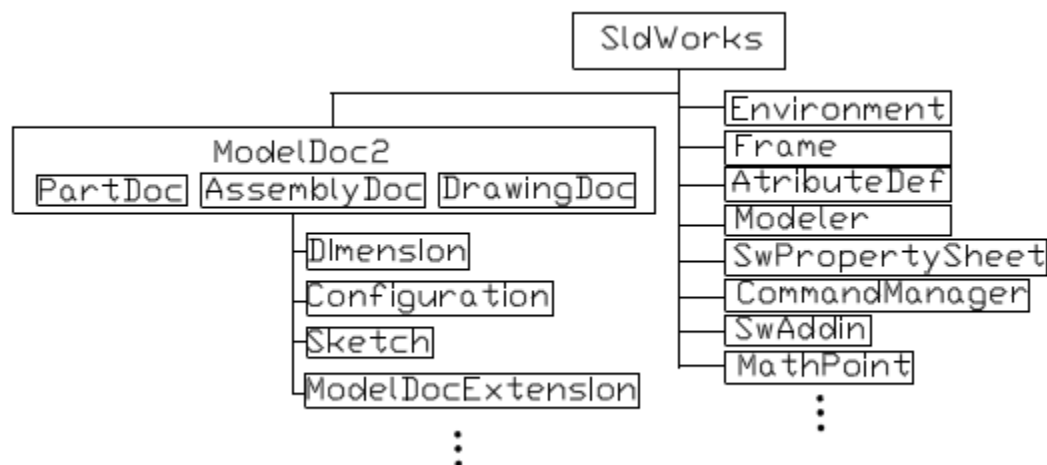 SldWorks
ModelDoc2
PartDoc AssemblyDoc DrawingDoc
DImensIon
Configuration
Sketch
ModelDocExtensIon
Environment
Frame
AtributeDef
Modeler
SwPropertySheet
CommandManager
SwAddin
MathPoint